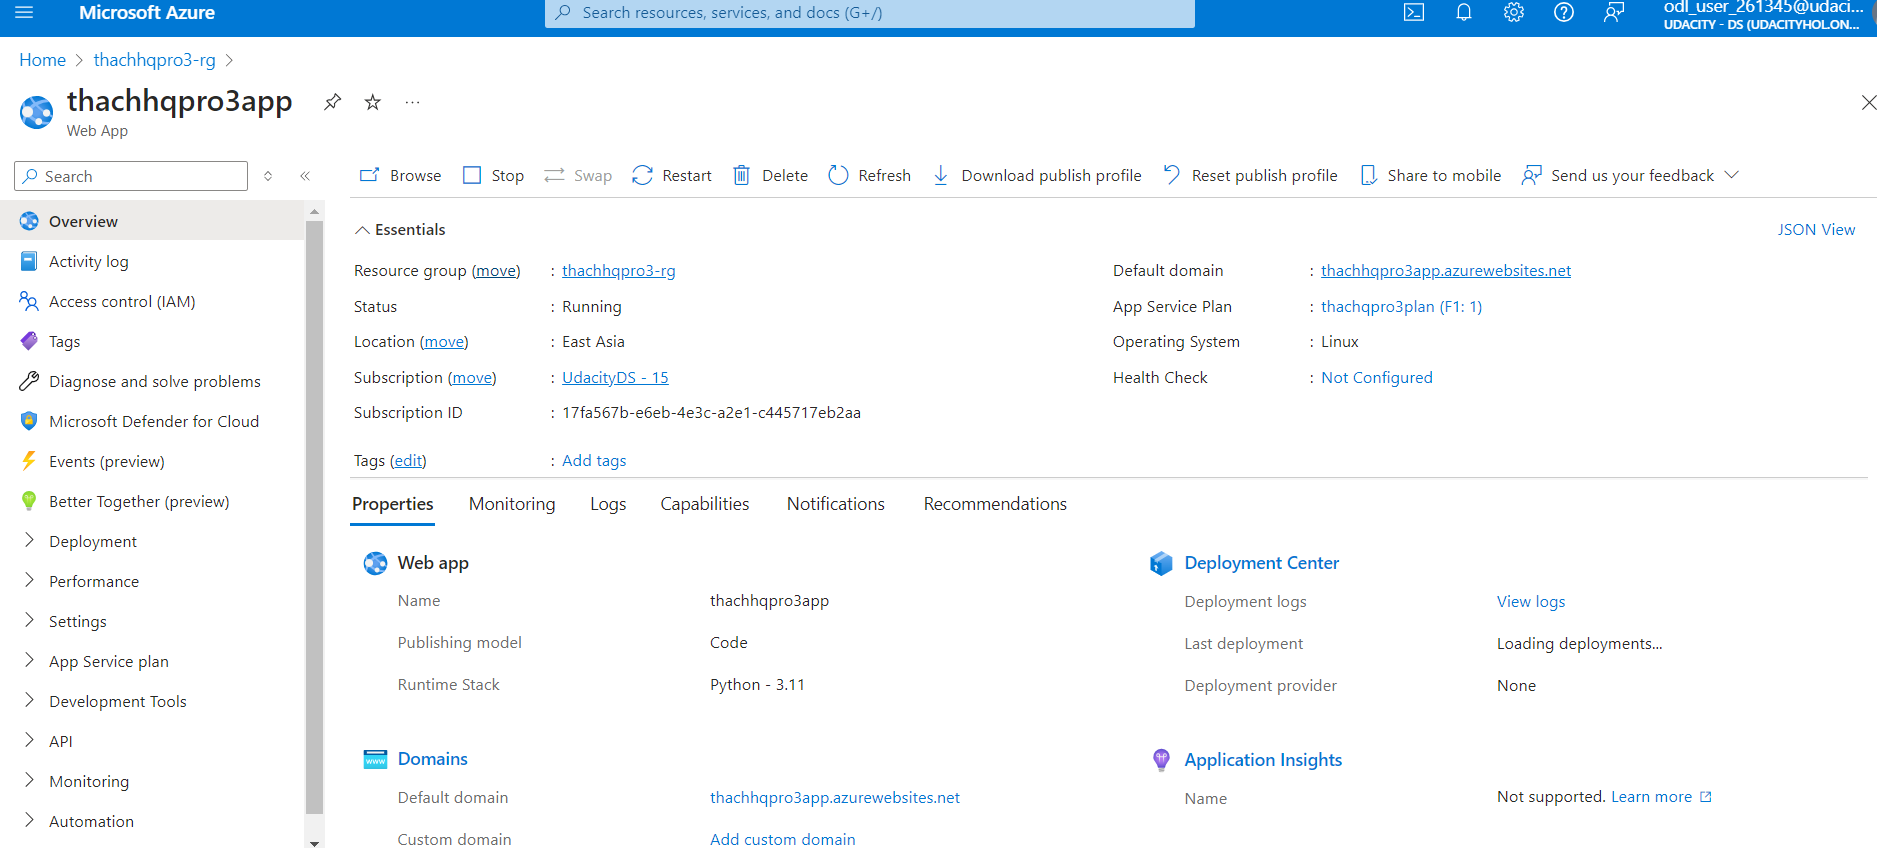 Microsoft Azure
Search resources, services, and docs (G+/)
odl_user_261345@udaci...
UDACITY - DS (UDACITYHOL.ON...
Home > thachhqpro3-rg >
thachhqpro3app
Web App
Search
Browse Stop Swap Restart Delete Refresh Download publish profile Reset publish profile Share to mobile Send us your feedback
Overview
Activity log
Access control (IAM)
Tags
Diagnose and solve problems
Microsoft Defender for Cloud
Events (preview)
Better Together (preview)
Deployment
Performance
Settings
App Service plan
Development Tools
API
Monitoring
Automation
Essentials
JSON View
Resource group (move) : thachhqpro3-rg
Status : Running
Location (move) : East Asia
Subscription (move) : UdacityDS - 15
Subscription ID : 17fa567b-e6eb-4e3c-a2e1-c445717eb2aa
Default domain : thachhqpro3app.azurewebsites.net
App Service Plan : thachqpro3plan (F1: 1)
Operating System : Linux
Health Check : Not Configured
Tags (edit) : Add tags
Properties Monitoring Logs Capabilities Notifications Recommendations
Web app
Name thachhqpro3app
Publishing model Code
Runtime Stack Python - 3.11
Domains
Default domain thachhqpro3app.azurewebsites.net
Custom domain Add custom domain
Deployment Center
Deployment logs View logs
Last deployment Loading deployments...
Deployment provider None
Application Insights
Name Not supported. Learn more